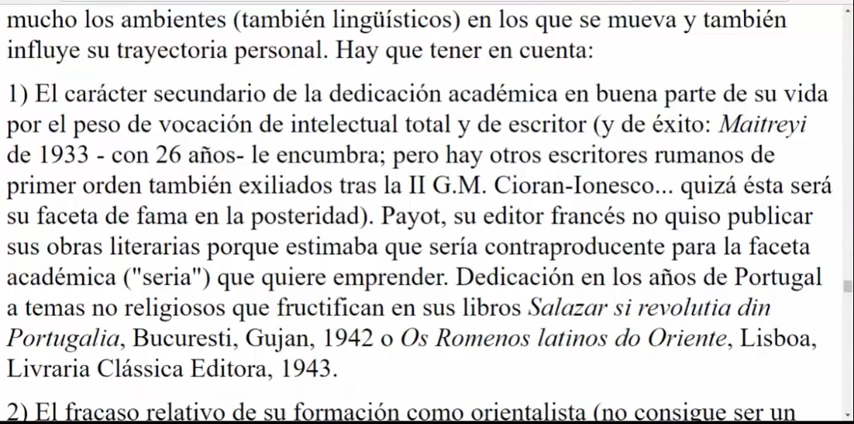 mucho los ambientes (también lingüísticos) en los que se mueva y también
influye su trayectoria personal. Hay que tener en cuenta:
1) El carácter secundario de la dedicación académica en buena parte de su vida
por el peso de vocación de intelectual total y de escritor (y de éxito: Maitreyi
de 1933 - con 26 años- le encumbra; pero hay otros escritores rumanos de
primer orden también exiliados tras la II G.M. Cioran-Ionesco... quizá ésta será
su faceta de fama en la posteridad). Payot, su editor francés no quiso publicar
sus obras literarias porque estimaba que sería contraproducente para la faceta
académica ("seria") que quiere emprender. Dedicación en los años de Portugal
a temas no religiosos que fructifican en sus libros Salazar si revolutia din
Portugalia, Bucuresti, Gujan, 1942 o Os Romenos latinos do Oriente, Lisboa,
Livraria Clássica Editora, 1943.
2) El fracaso relativo de su formación como orientalista (no consigue ser un